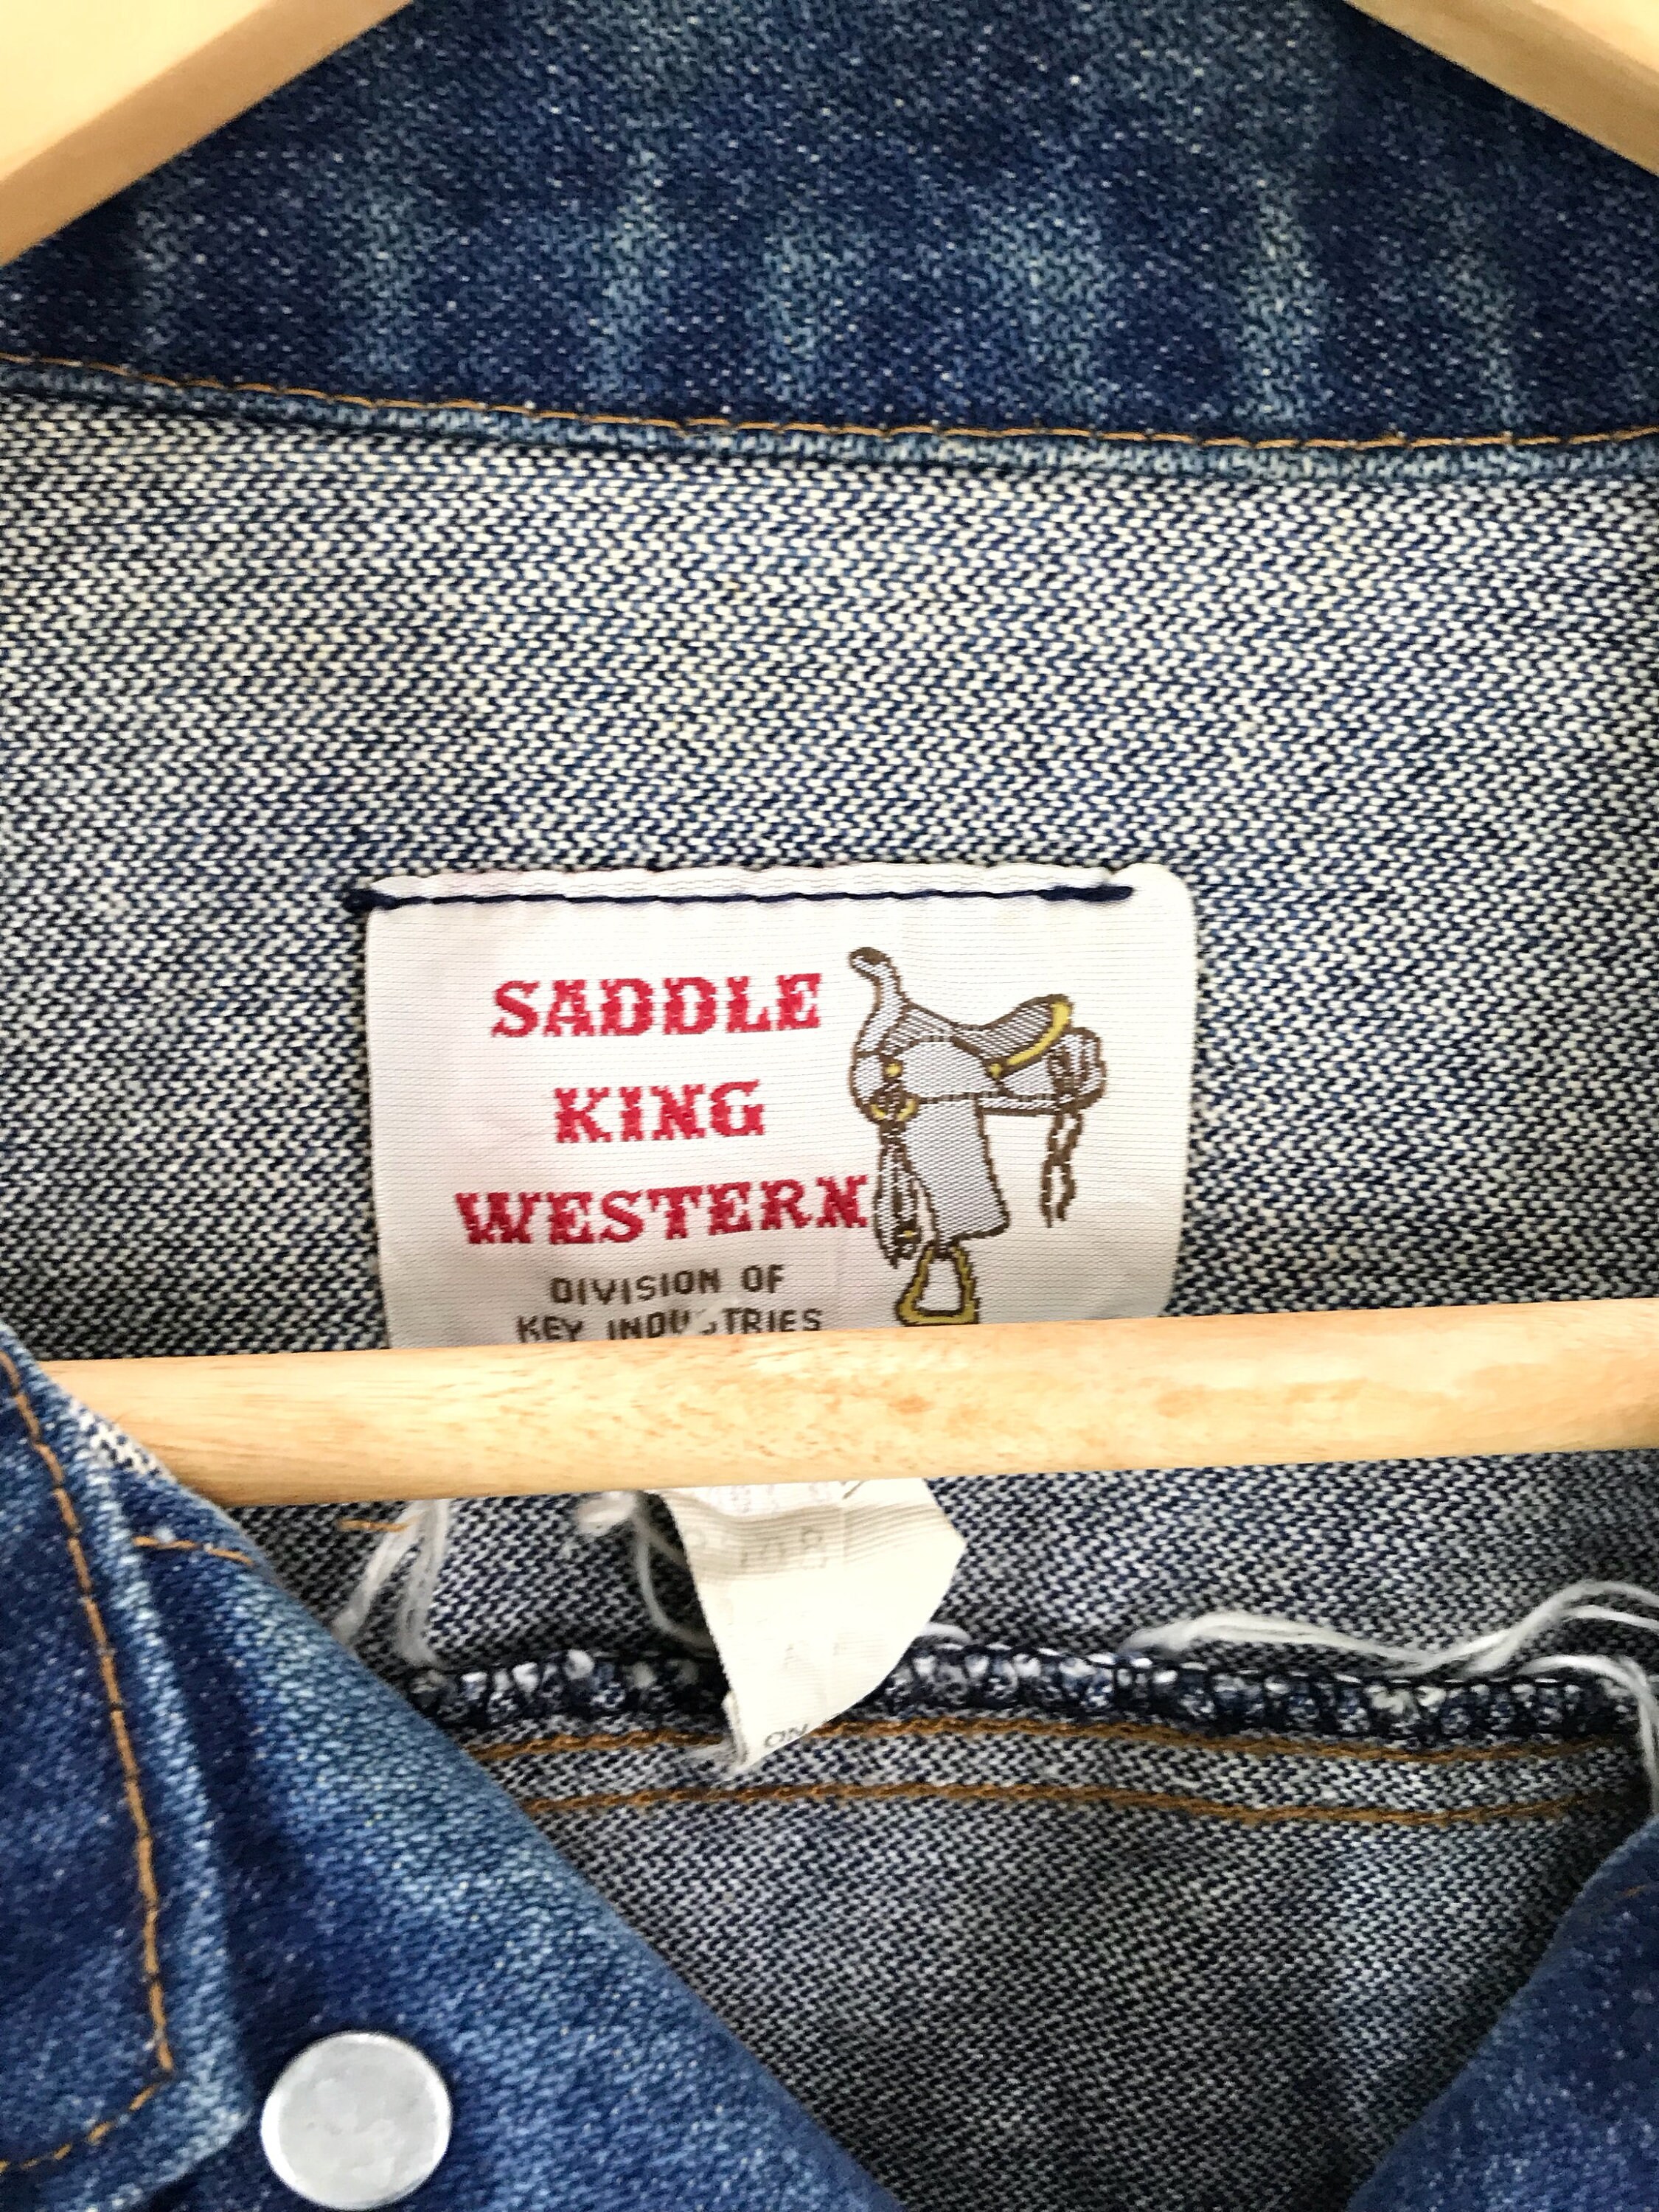 SADDLE
KING
WESTERN
DIVISION OF
KEY INDUSTRIES